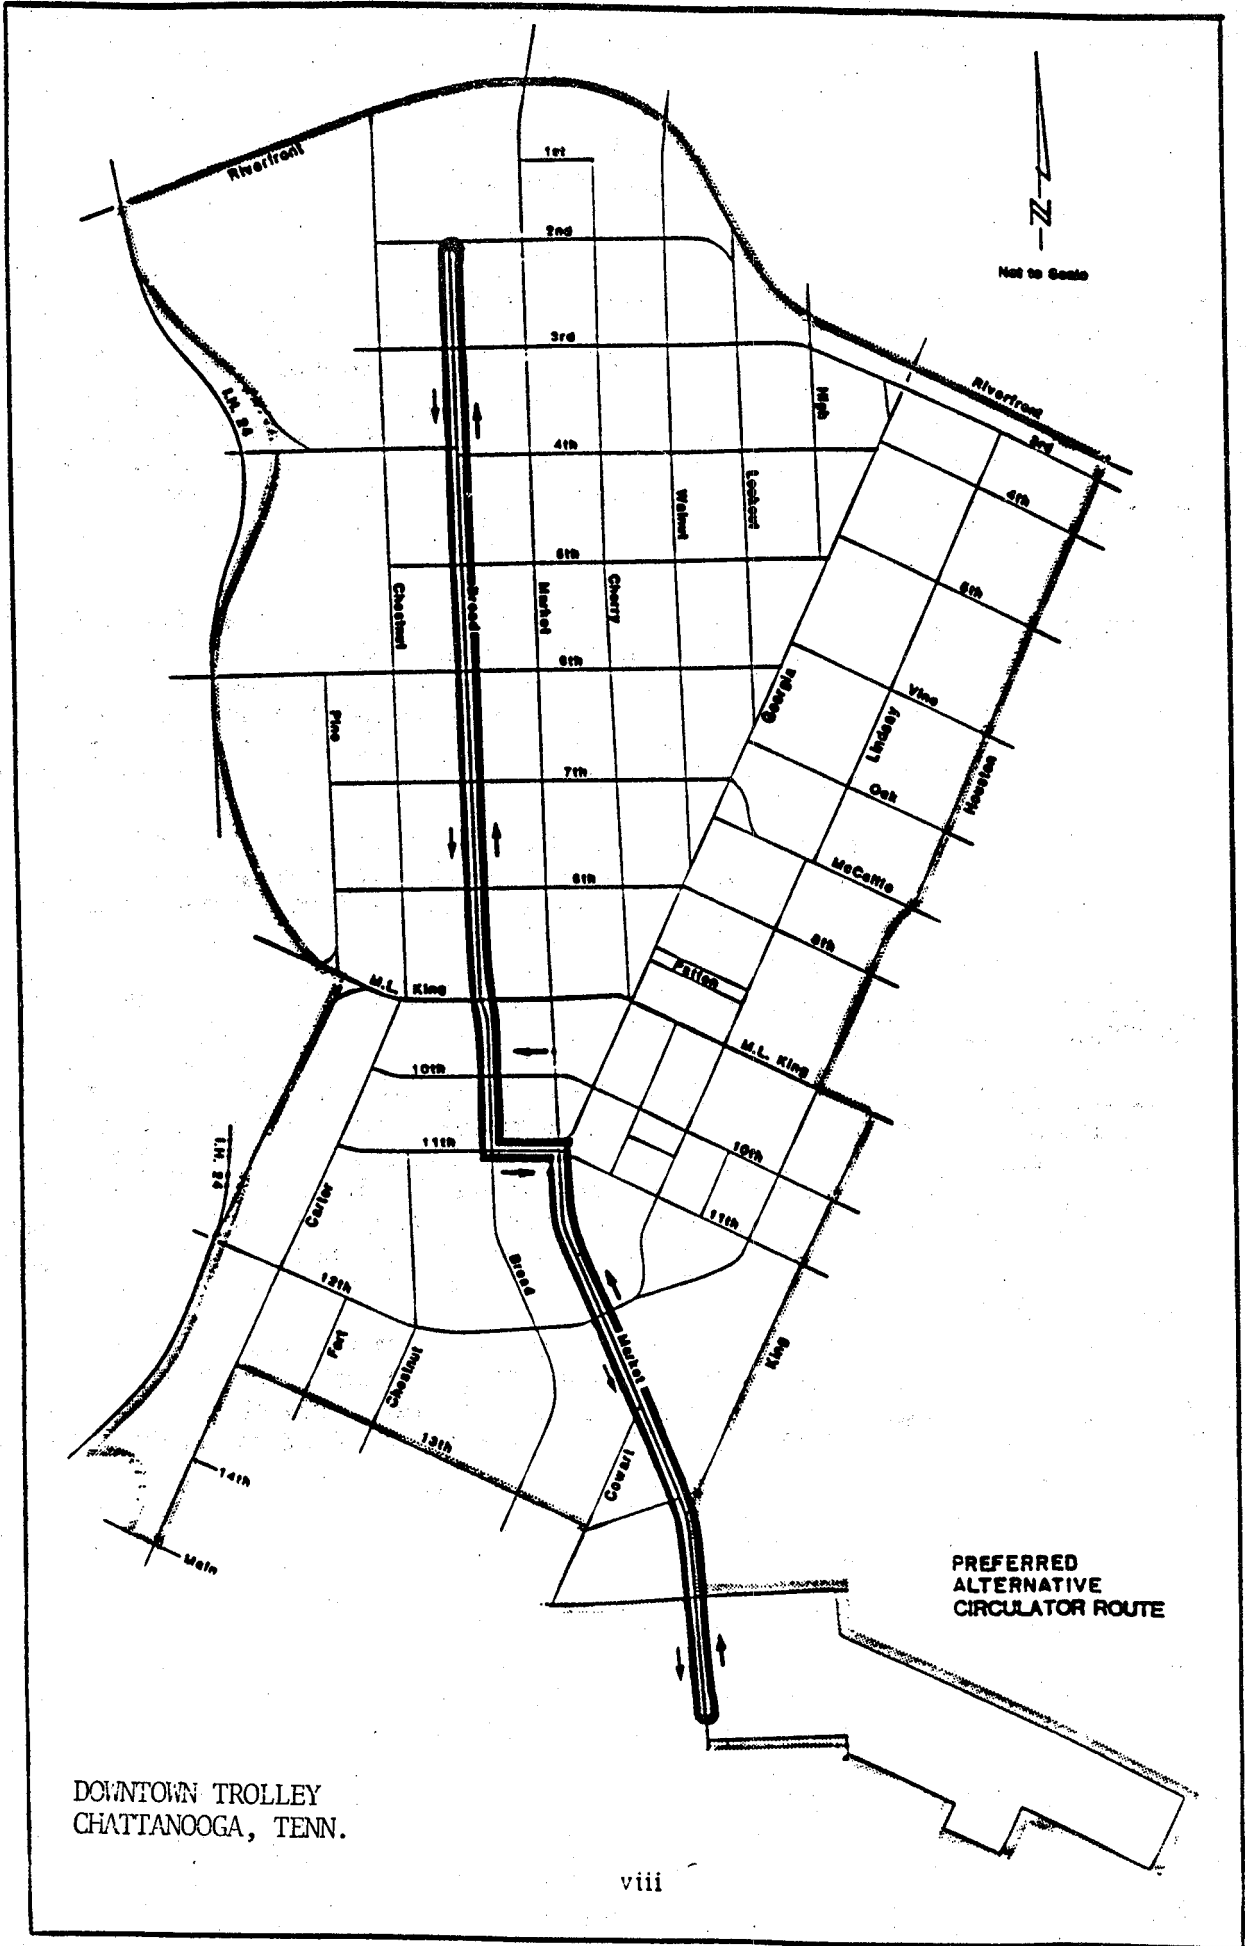 1st
Riverfront
2nd
Not to Scale
3rd
Riverfront
High
I.H. 24
3rd
4th
Walnut
Lookout
4th
5th
Chestnut
Broad
Market
Cherry
5th
6th
Georgia
Vine
Pine
Lindsay
7th
Oak
Houston
McCallie
8th
8th
Patten
M.L. King
M.L. King
10th
11th
10th
I.H. 24
Carter
11th
12th
Broad
Fort
Chestnut
Market
King
13th
Cowart
14th
Main
PREFERRED
ALTERNATIVE
CIRCULATOR ROUTE
DOWNTOWN TROLLEY
CHATTANOOGA, TENN.
viii